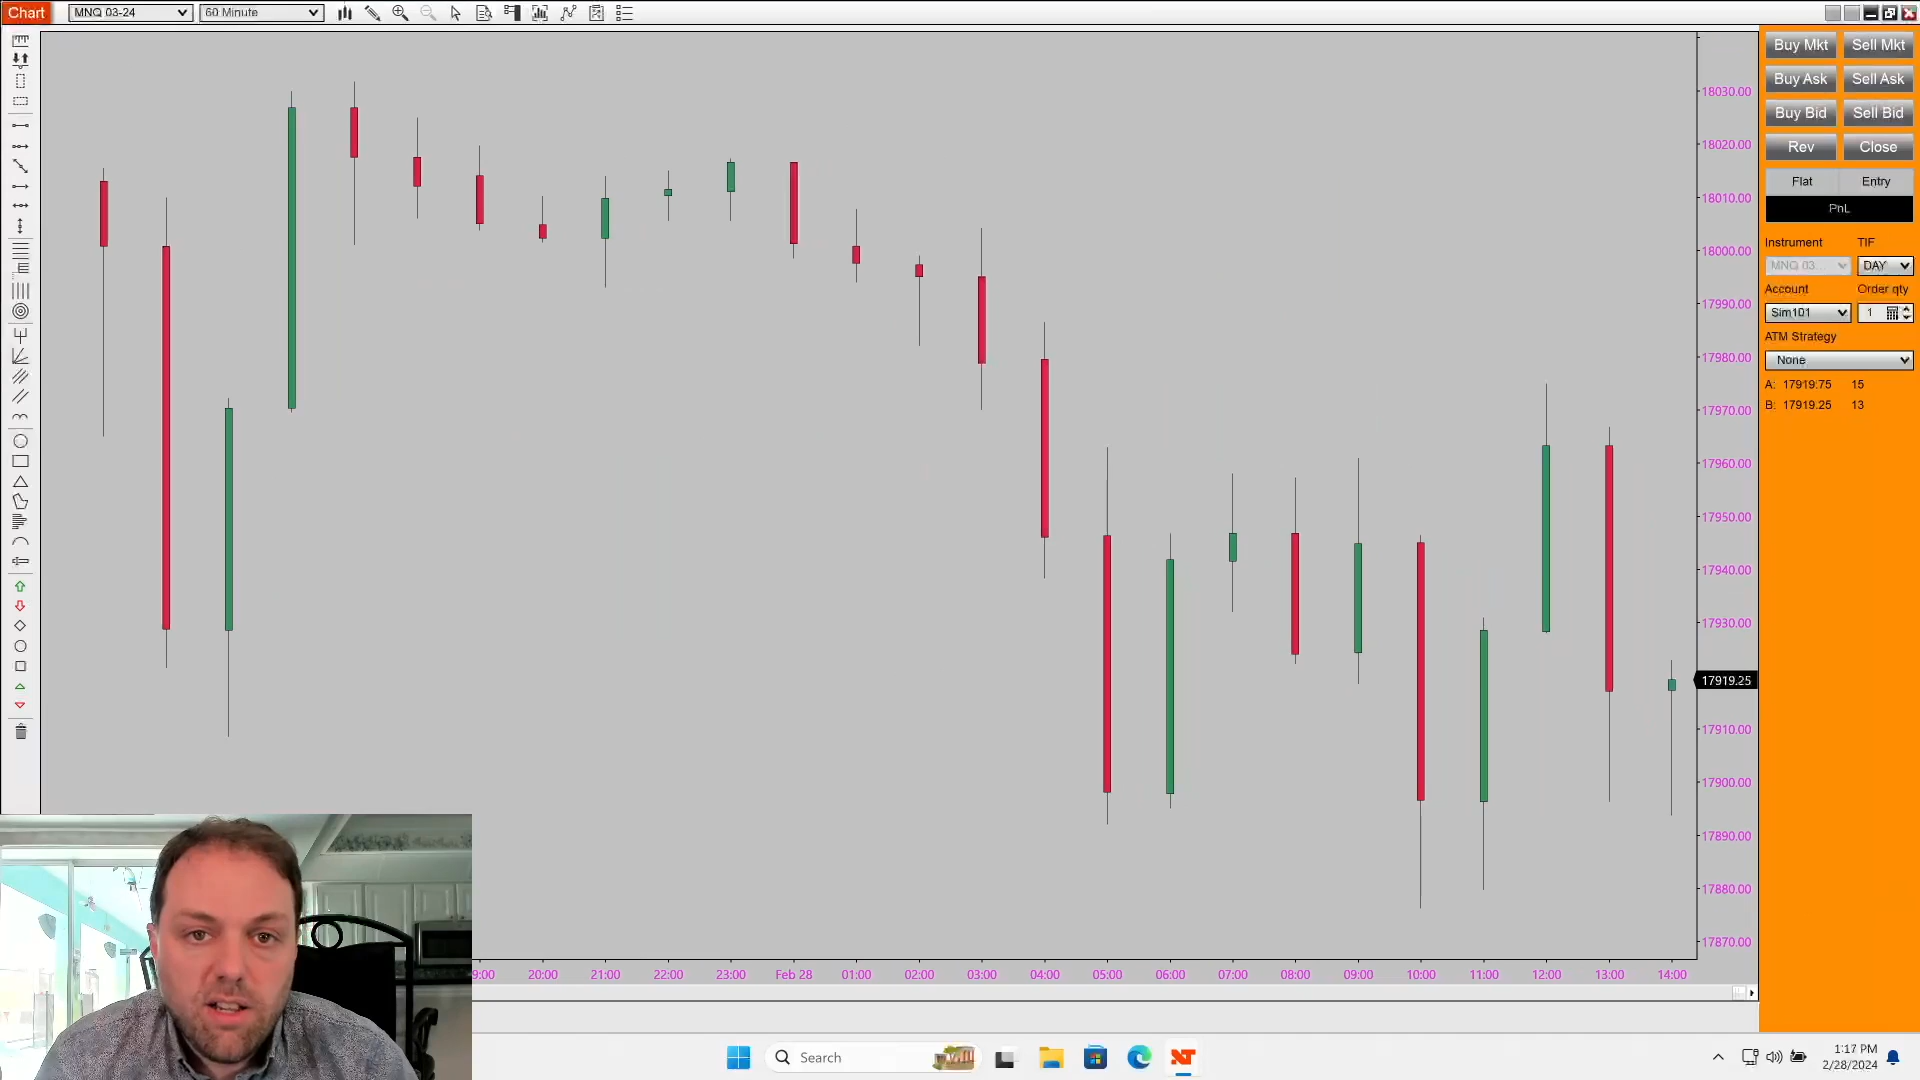 Chart MNQ 03-24 60 Minute
Buy Mkt Sell Mkt
Buy Ask Sell Ask
Buy Bid Sell Bid
Rev Close
Flat Entry
PnL
Instrument TIF
MNQ 03... DAY
Account Order qty
Sim101 1
ATM Strategy
None
A: 17919.75 15
B: 17919.25 13
18030.00
18020.00
18010.00
18000.00
17990.00
17980.00
17970.00
17960.00
17950.00
17940.00
17930.00
17919.25
17910.00
17900.00
17890.00
17880.00
17870.00
9:00 20:00 21:00 22:00 23:00 Feb 28 01:00 02:00 03:00 04:00 05:00 06:00 07:00 08:00 09:00 10:00 11:00 12:00 13:00 14:00
Search
1:17 PM
2/28/2024